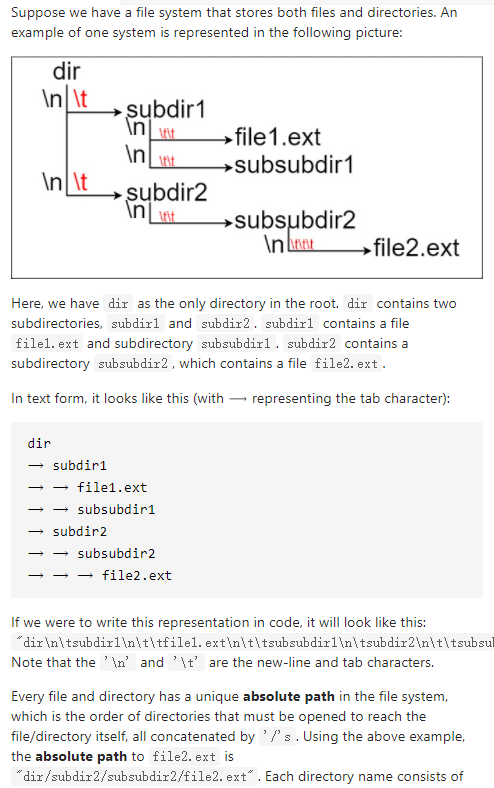 Suppose we have a file system that stores both files and directories. An
example of one system is represented in the following picture:
dir
\n \t
subdir1
\n \t\t
file1.ext
\n \t\t
subsubdir1
\n \t
subdir2
\n \t\t
subsubdir2
\n \t\t\t
file2.ext
Here, we have dir as the only directory in the root. dir contains two
subdirectories, subdir1 and subdir2. subdir1 contains a file
file1.ext and subdirectory subsubdir1. subdir2 contains a
subdirectory subsubdir2, which contains a file file2.ext.
In text form, it looks like this (with ⟶ representing the tab character):
dir
⟶ subdir1
⟶ ⟶ file1.ext
⟶ ⟶ subsubdir1
⟶ subdir2
⟶ ⟶ subsubdir2
⟶ ⟶ ⟶ file2.ext
If we were to write this representation in code, it will look like this:
"dir\n\tsubdir1\n\t\tfile1.ext\n\t\tsubsubdir1\n\tsubdir2\n\t\tsubsu
Note that the '\n' and '\t' are the new-line and tab characters.
Every file and directory has a unique absolute path in the file system,
which is the order of directories that must be opened to reach the
file/directory itself, all concatenated by '/'s. Using the above example,
the absolute path to file2.ext is
"dir/subdir2/subsubdir2/file2.ext". Each directory name consists of